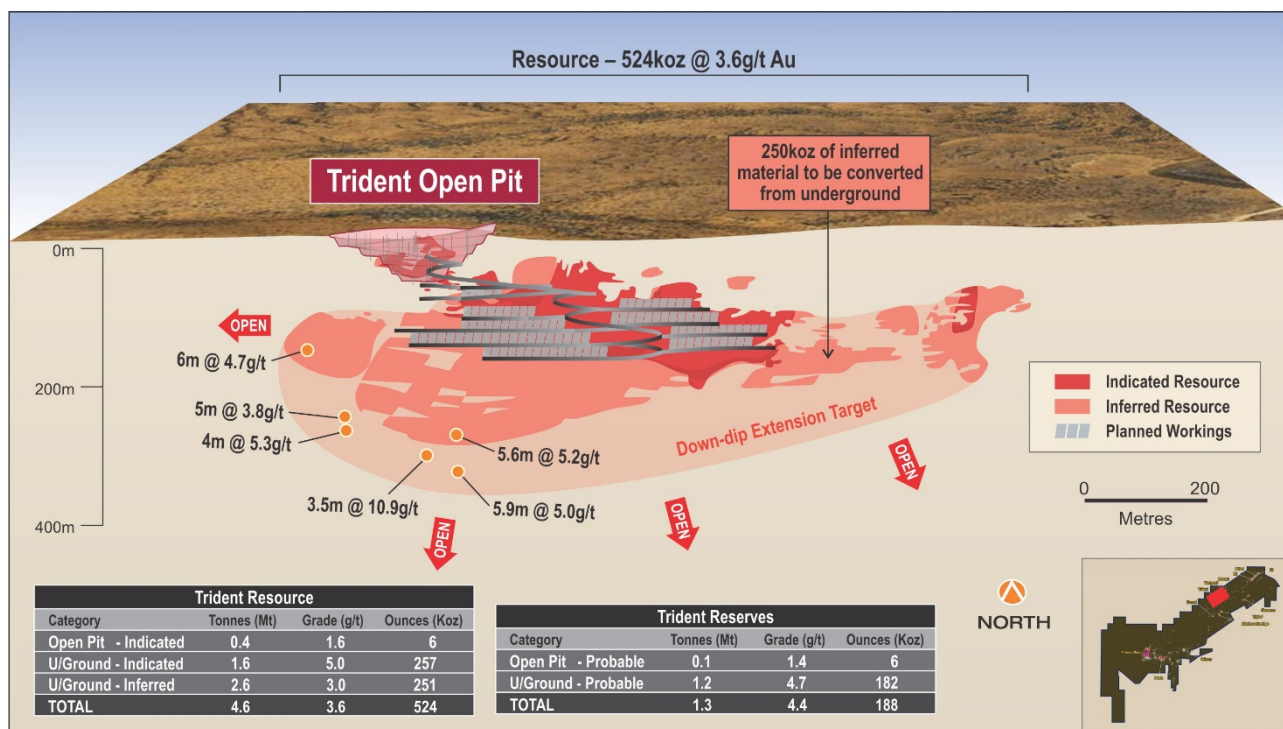 Resource – 524koz @ 3.6g/t Au
Trident Open Pit
250koz of inferred
material to be converted
from underground
0m
200m
400m
OPEN
6m @ 4.7g/t
5m @ 3.8g/t
4m @ 5.3g/t
3.5m @ 10.9g/t
5.6m @ 5.2g/t
5.9m @ 5.0g/t
Down-dip Extension Target
OPEN
OPEN
OPEN
Indicated Resource
Inferred Resource
Planned Workings
0 200
Metres
NORTH
Trident Resource
Category Tonnes (Mt) Grade (g/t) Ounces (Koz)
Open Pit - Indicated 0.4 1.6 6
U/Ground - Indicated 1.6 5.0 257
U/Ground - Inferred 2.6 3.0 251
TOTAL 4.6 3.6 524
Trident Reserves
Category Tonnes (Mt) Grade (g/t) Ounces (Koz)
Open Pit - Probable 0.1 1.4 6
U/Ground - Probable 1.2 4.7 182
TOTAL 1.3 4.4 188